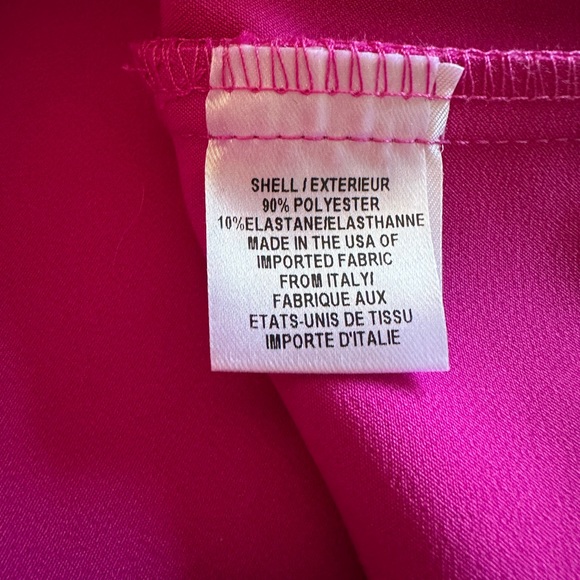 SHELL / EXTERIEUR
90% POLYESTER
10%ELASTANE/ELASTHANNE
MADE IN THE USA OF
IMPORTED FABRIC
FROM ITALY/
FABRIQUE AUX
ETATS-UNIS DE TISSU
IMPORTE D'ITALIE